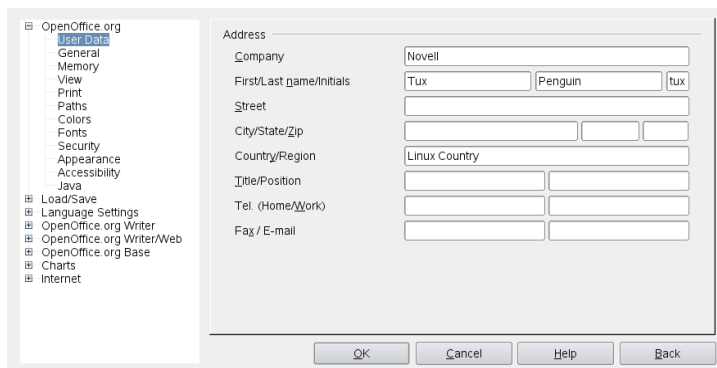 OpenOffice.org
User Data
General
Memory
View
Print
Paths
Colors
Fonts
Security
Appearance
Accessibility
Java
Load/Save
Language Settings
OpenOffice.org Writer
OpenOffice.org Writer/Web
OpenOffice.org Base
Charts
Internet
Address
Company Novell
First/Last name/Initials Tux Penguin tux
Street
City/State/Zip
Country/Region Linux Country
Title/Position
Tel. (Home/Work)
Fax / E-mail
OK Cancel Help Back